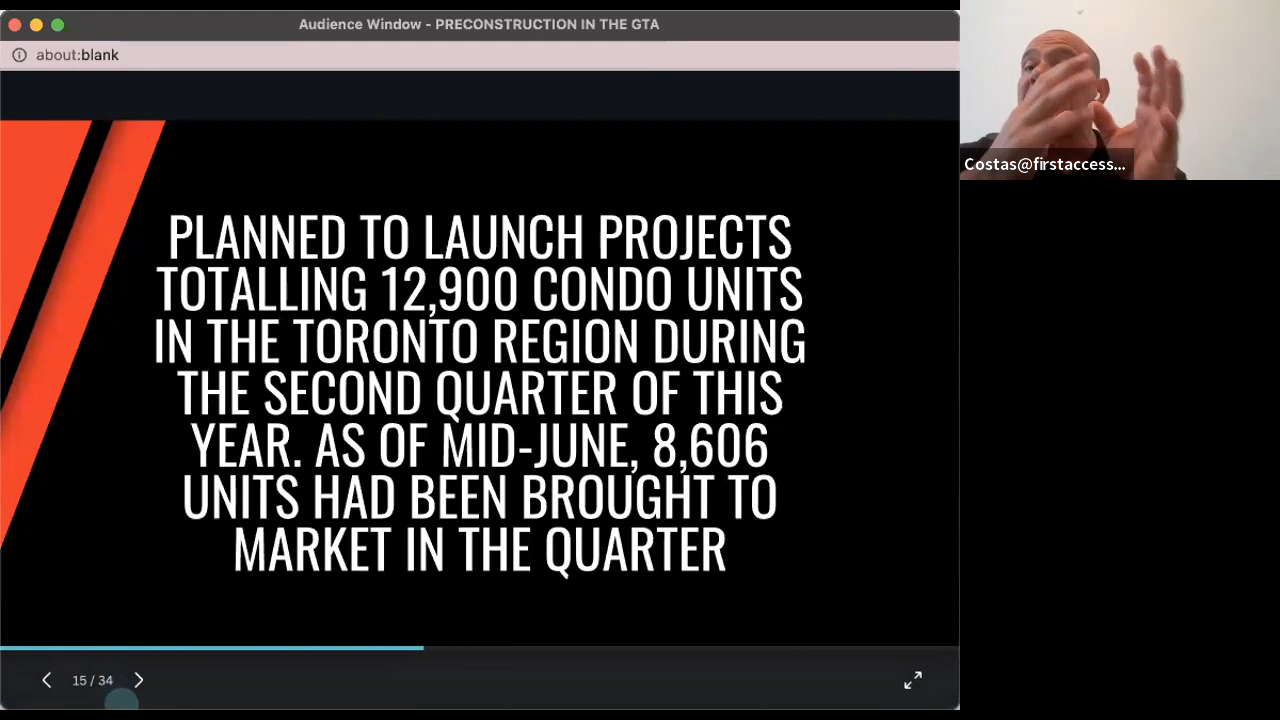 Audience Window - PRECONSTRUCTION IN THE GTA
about:blank
PLANNED TO LAUNCH PROJECTS
TOTALLING 12,900 CONDO UNITS
IN THE TORONTO REGION DURING
THE SECOND QUARTER OF THIS
YEAR. AS OF MID-JUNE, 8,606
UNITS HAD BEEN BROUGHT TO
MARKET IN THE QUARTER
15 / 34
Costas@firstaccess...